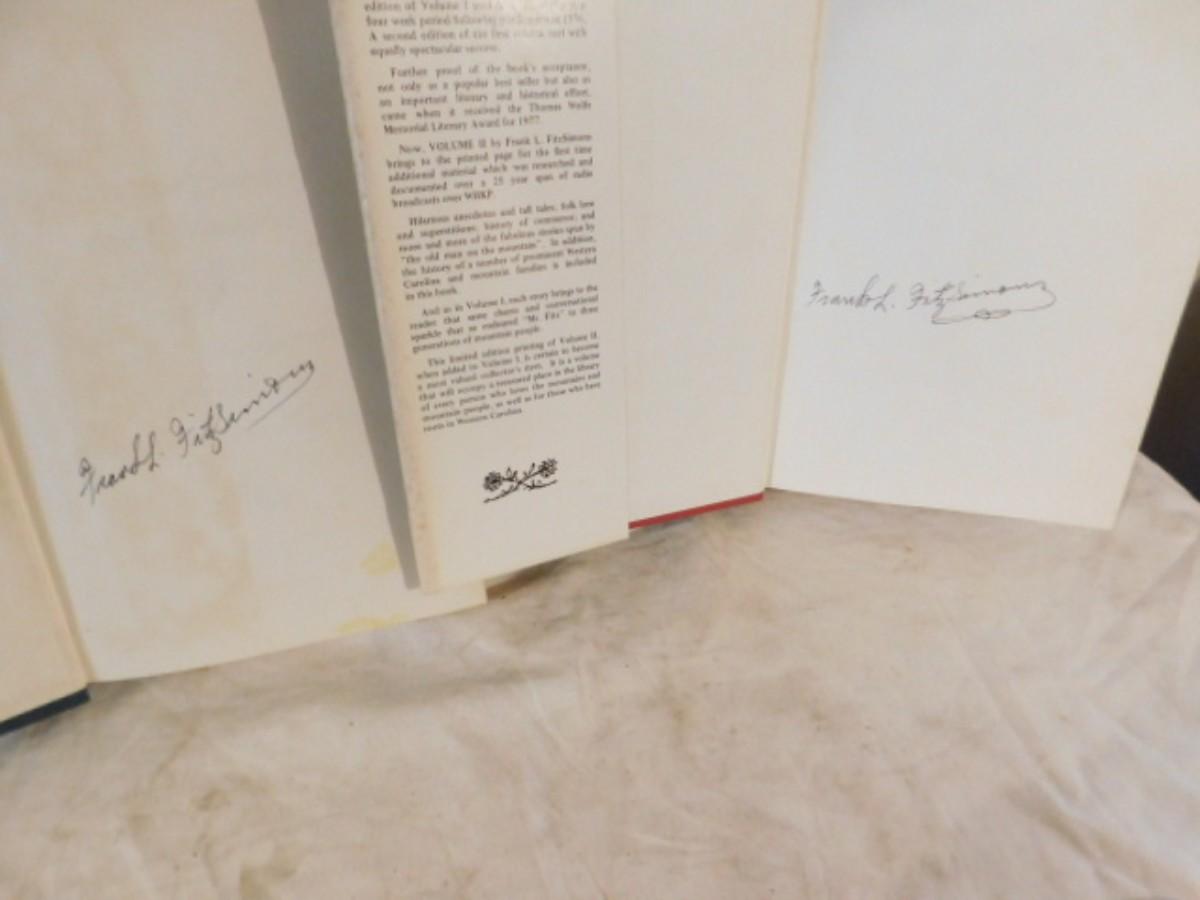 edition of Volume I
four week period following publication in 1976.
A second edition of the first volume met with
equally spectacular success.
Further proof of the book's acceptance,
not only as a popular best seller but also as
an important literary and historical effort,
came when it received the Thomas Wolfe
Memorial Literary Award for 1977.
Now, VOLUME II by Frank L. FitzSimons
brings to the printed page for the first time
additional material which was researched and
documented over a 25 year span of radio
broadcasts over WHKP.
Hilarious anecdotes and tall tales, folk lore
and superstitions, history of commerce, and
more and more of the fabulous stories spun by
"the old man on the mountain". In addition,
the history of a number of prominent Western
Carolina and mountain families is included
in this book.
And as in Volume I, each story brings to the
reader that same charm and conversational
sparkle that so endeared "Mr. Fitz" to three
generations of mountain people.
This limited edition printing of Volume II,
when added to Volume I, is certain to become
a most valued collector's item. It is a volume
that will occupy a treasured place in the library
of every person who loves the mountains and
mountain people, as well as for those who have
roots in Western Carolina.
Frank L. FitzSimons
Frank L. FitzSimons